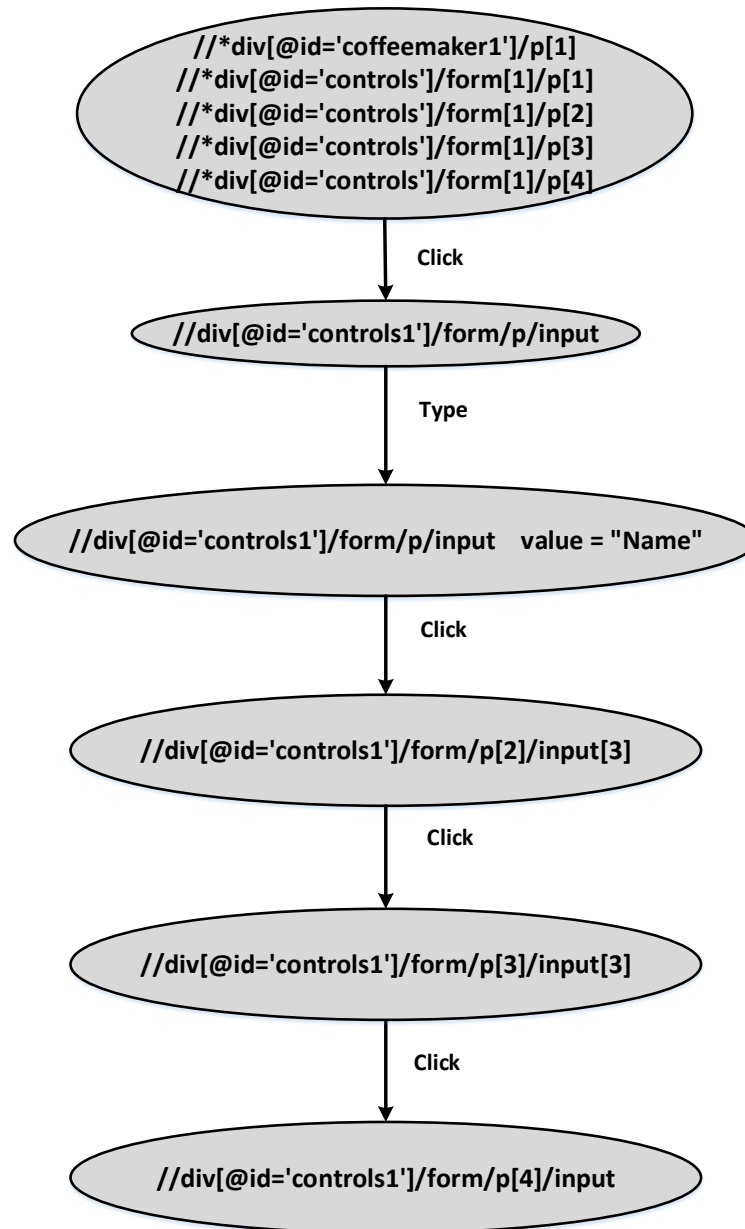 //*div[@id='coffeemaker1']/p[1]
//*div[@id='controls']/form[1]/p[1]
//*div[@id='controls']/form[1]/p[2]
//*div[@id='controls']/form[1]/p[3]
//*div[@id='controls']/form[1]/p[4]
Click
//div[@id='controls1']/form/p/input
Type
//div[@id='controls1']/form/p/input value = "Name"
Click
//div[@id='controls1']/form/p[2]/input[3]
Click
//div[@id='controls1']/form/p[3]/input[3]
Click
//div[@id='controls1']/form/p[4]/input